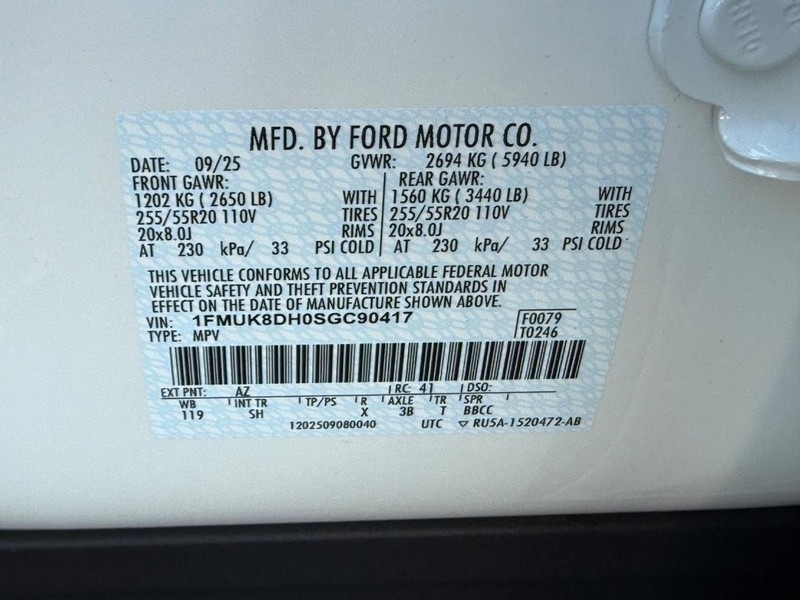 MFD. BY FORD MOTOR CO.
DATE: 09/25 GVWR: 2694 KG ( 5940 LB)
FRONT GAWR: REAR GAWR:
1202 KG ( 2650 LB) WITH 1560 KG ( 3440 LB) WITH
255/55R20 110V TIRES 255/55R20 110V TIRES
20x8.0J RIMS 20x8.0J RIMS
AT 230 kPa/ 33 PSI COLD AT 230 kPa/ 33 PSI COLD
THIS VEHICLE CONFORMS TO ALL APPLICABLE FEDERAL MOTOR
VEHICLE SAFETY AND THEFT PREVENTION STANDARDS IN
EFFECT ON THE DATE OF MANUFACTURE SHOWN ABOVE.
VIN: 1FMUK8DH0SGC90417 F0079
TYPE: MPV T0246
EXT PNT: AZ RC: 41 DSO:
WB INT TR TP/PS R AXLE TR SPR
119 SH X 3B T BBCC
1202509080040 UTC ▽ RU5A-1520472-AB